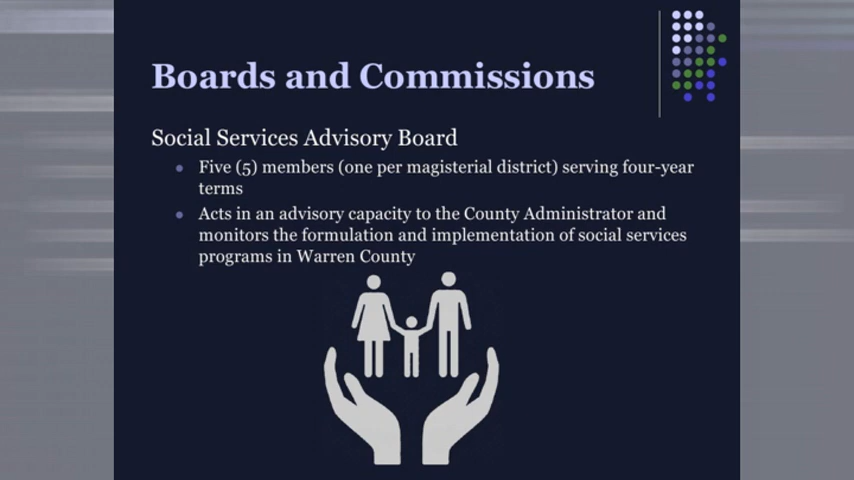 Boards and Commissions
Social Services Advisory Board
Five (5) members (one per magisterial district) serving four-year
terms
Acts in an advisory capacity to the County Administrator and
monitors the formulation and implementation of social services
programs in Warren County